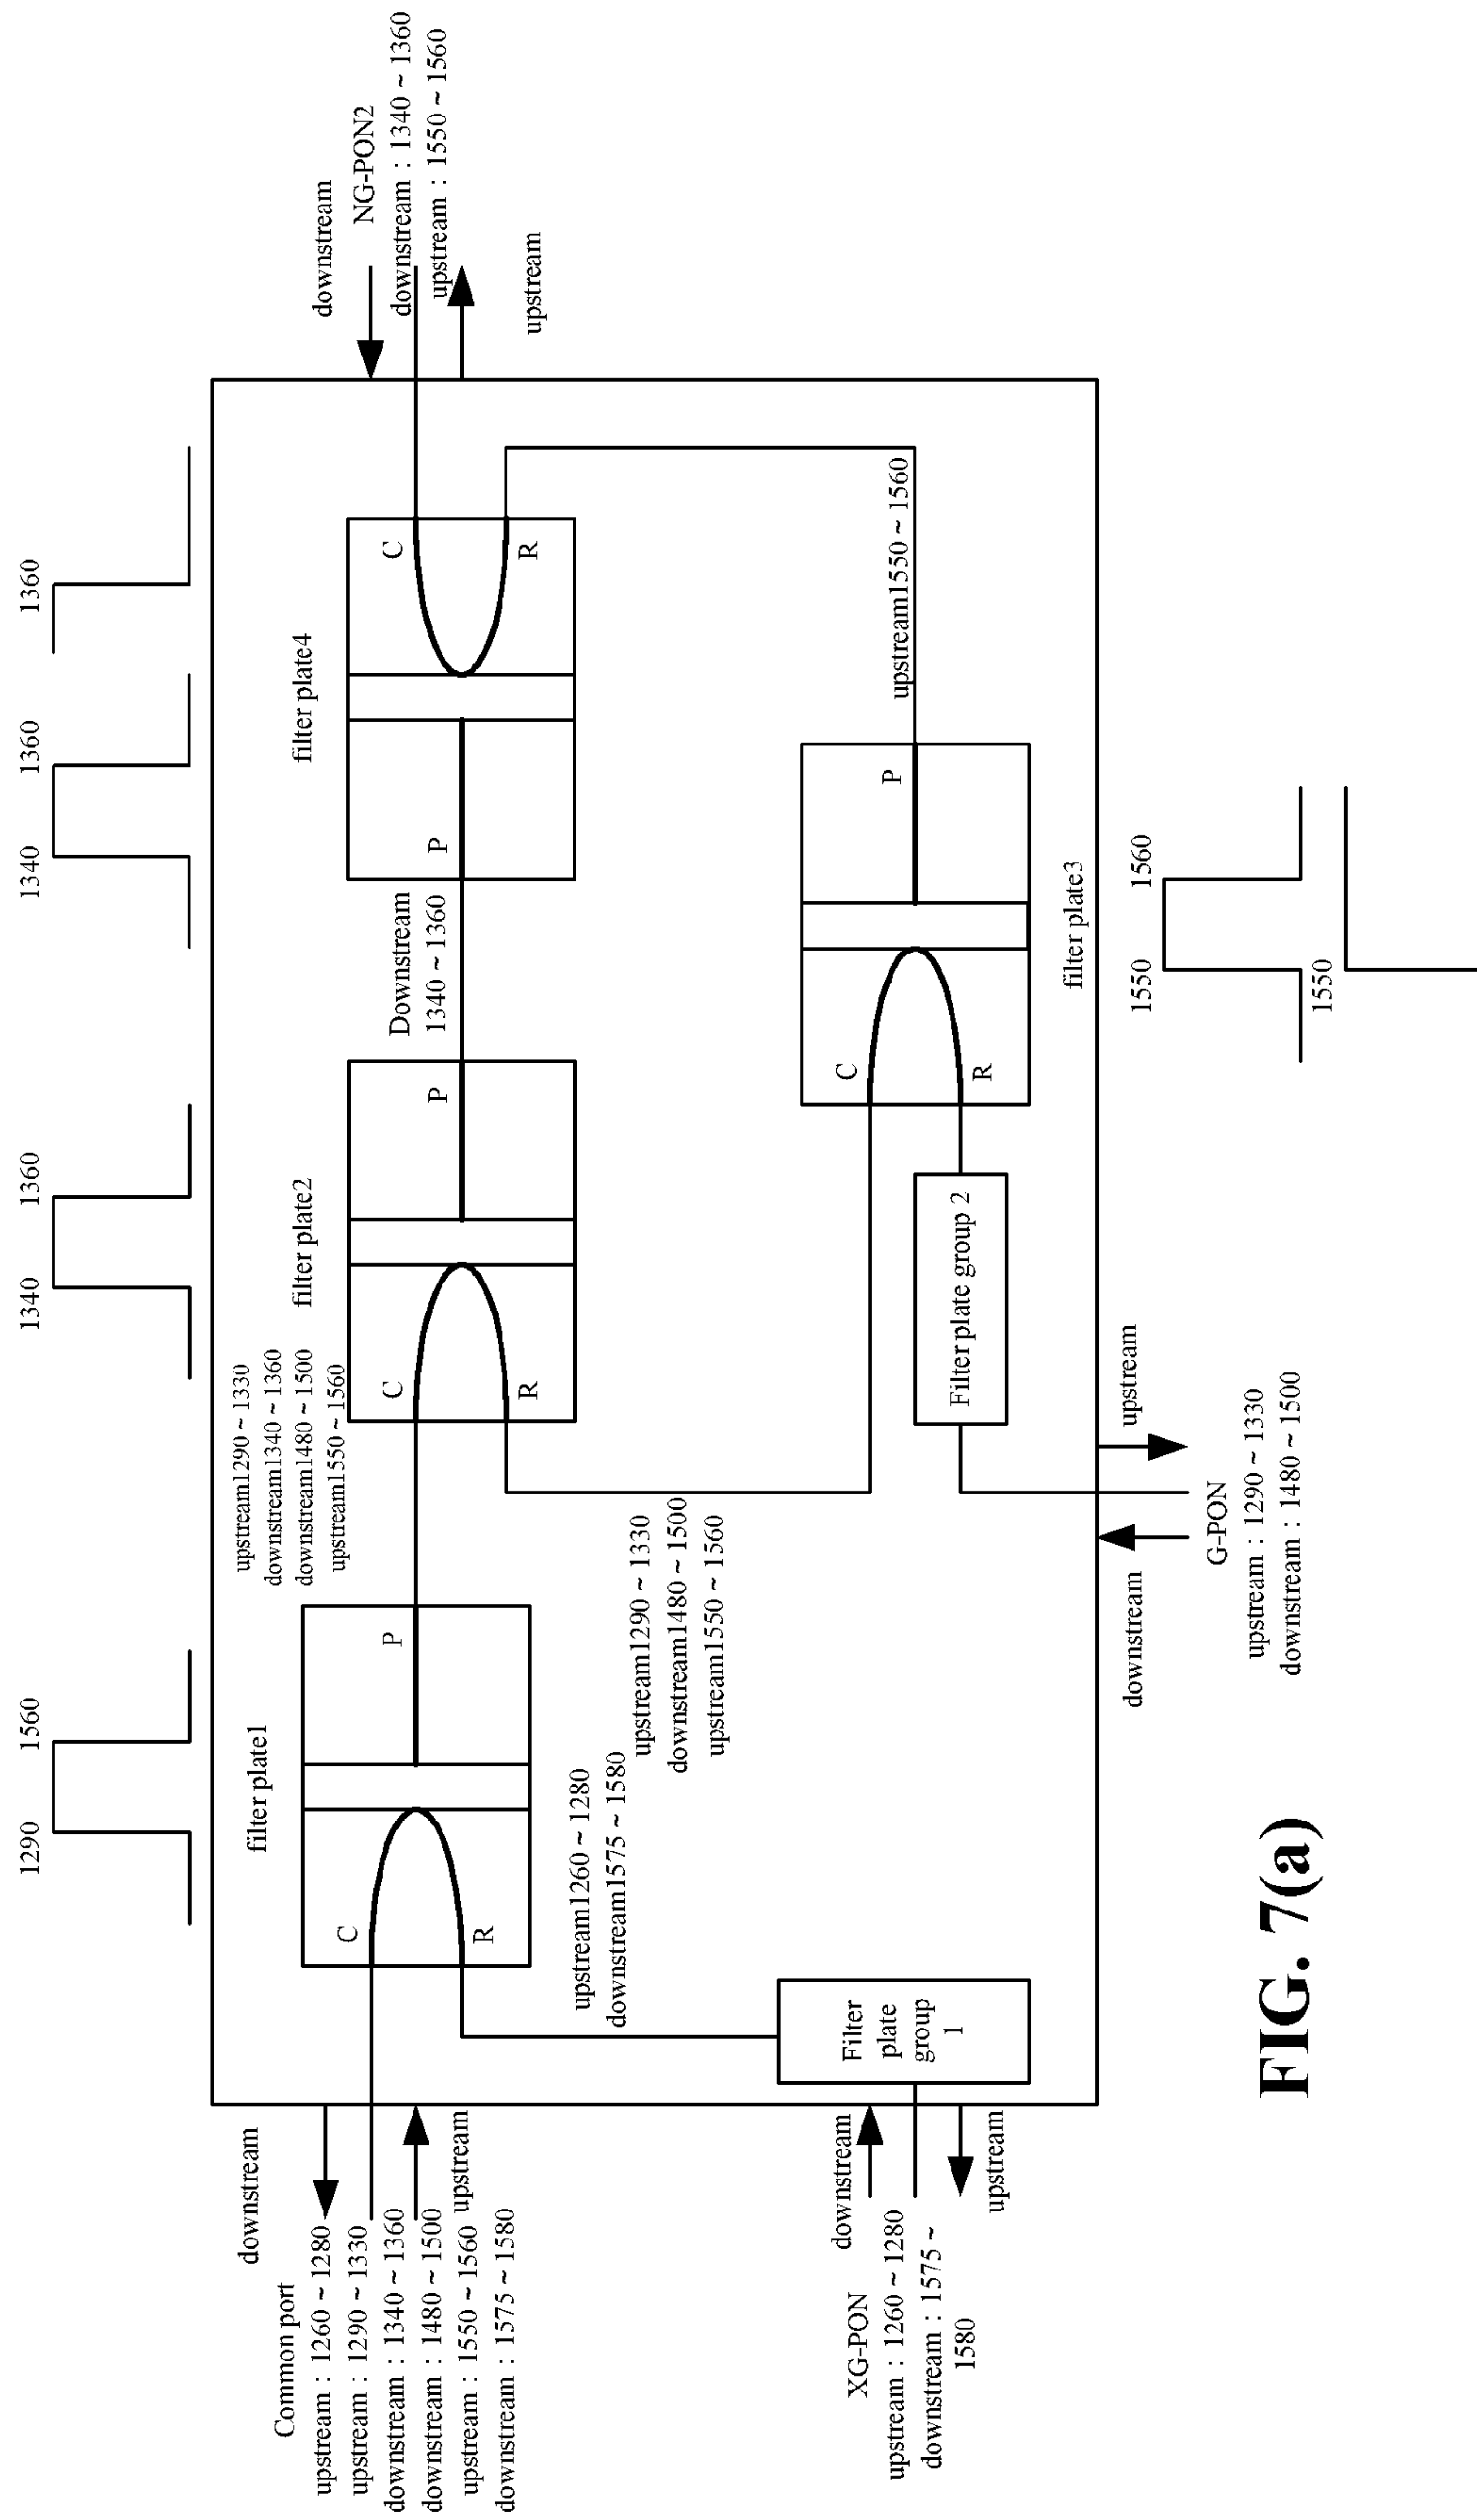 1290
1560
1340
1360
1340
1360
1360
filter plate1
C
R
P
upstream1290 ~ 1330
downstream1340 ~ 1360
downstream1480 ~ 1500
upstream1550 ~ 1560
filter plate2
C
R
P
Downstream
1340 ~ 1360
filter plate4
P
C
R
downstream
NG-PON2
downstream : 1340 ~ 1360
upstream : 1550 ~ 1560
upstream
downstream
Common port
upstream : 1260 ~ 1280
upstream : 1290 ~ 1330
downstream : 1340 ~ 1360
downstream : 1480 ~ 1500
upstream : 1550 ~ 1560
downstream : 1575 ~ 1580
upstream
upstream1260 ~ 1280
downstream1575 ~ 1580
upstream1290 ~ 1330
downstream1480 ~ 1500
upstream1550 ~ 1560
downstream
XG-PON
upstream : 1260 ~ 1280
downstream : 1575 ~
1580
upstream
Filter
plate
group
1
Filter plate group 2
C
R
P
upstream1550 ~ 1560
filter plate3
downstream
upstream
G-PON
upstream : 1290 ~ 1330
downstream : 1480 ~ 1500
1550
1560
1550
FIG. 7(a)